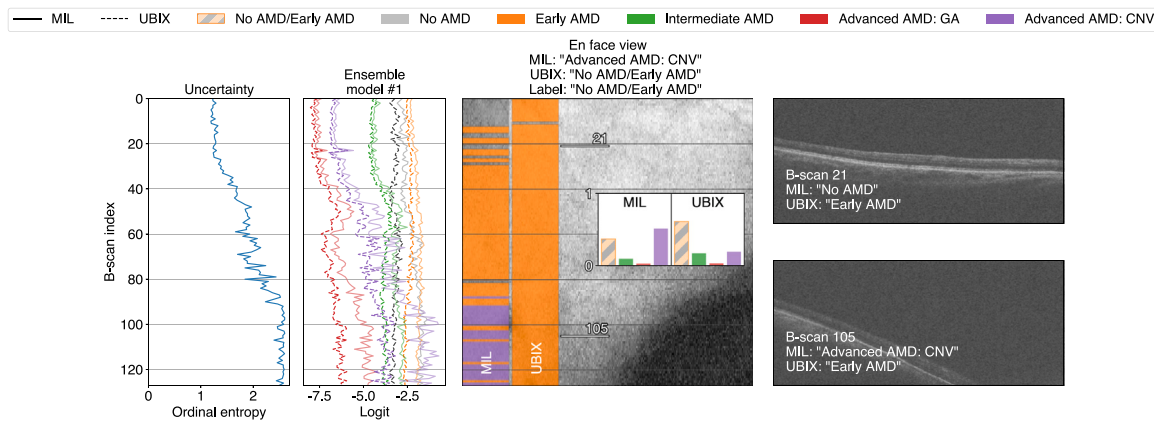 MIL
UBIX
No AMD/Early AMD
No AMD
Early AMD
Intermediate AMD
Advanced AMD: GA
Advanced AMD: CNV
Uncertainty
B-scan index
0
20
40
60
80
100
120
0
2
Ordinal entropy
Ensemble
model #1
-7.5
-5.0
-2.5
Logit
En face view
MIL: "Advanced AMD: CNV"
UBIX: "No AMD/Early AMD"
Label: "No AMD/Early AMD"
21
1
MIL
UBIX
0
105
MIL
UBIX
B-scan 21
MIL: "No AMD"
UBIX: "Early AMD"
B-scan 105
MIL: "Advanced AMD: CNV"
UBIX: "Early AMD"